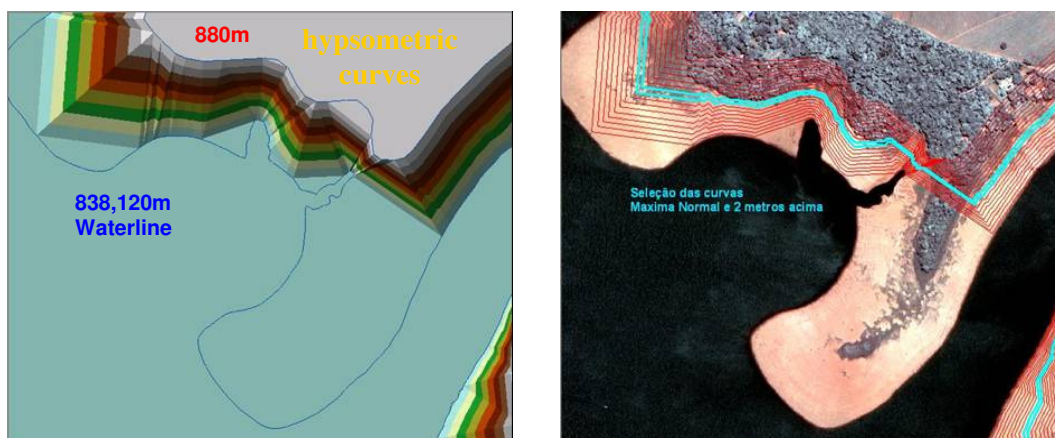 880m
hypsometric
curves
838,120m
Waterline
Seleção das curvas
Maxima Normal e 2 metros acima